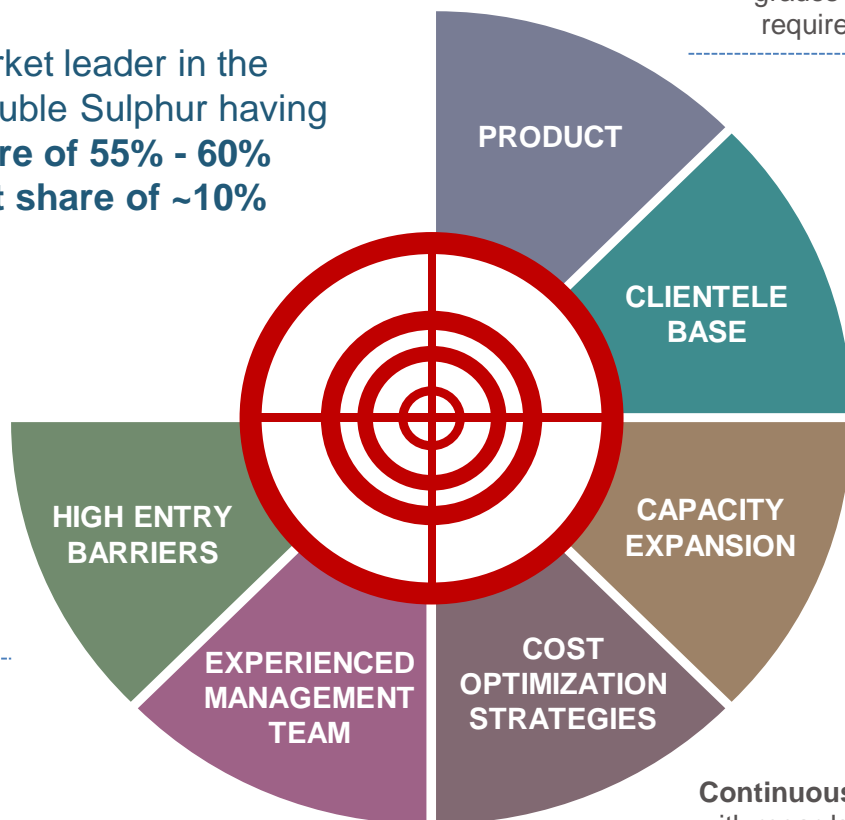 grades
require
rket leader in the
uble Sulphur having
re of 55% - 60%
t share of ~10%
PRODUCT
CLIENTELE
BASE
HIGH ENTRY
BARRIERS
CAPACITY
EXPANSION
EXPERIENCED
MANAGEMENT
TEAM
COST
OPTIMIZATION
STRATEGIES
Continuous